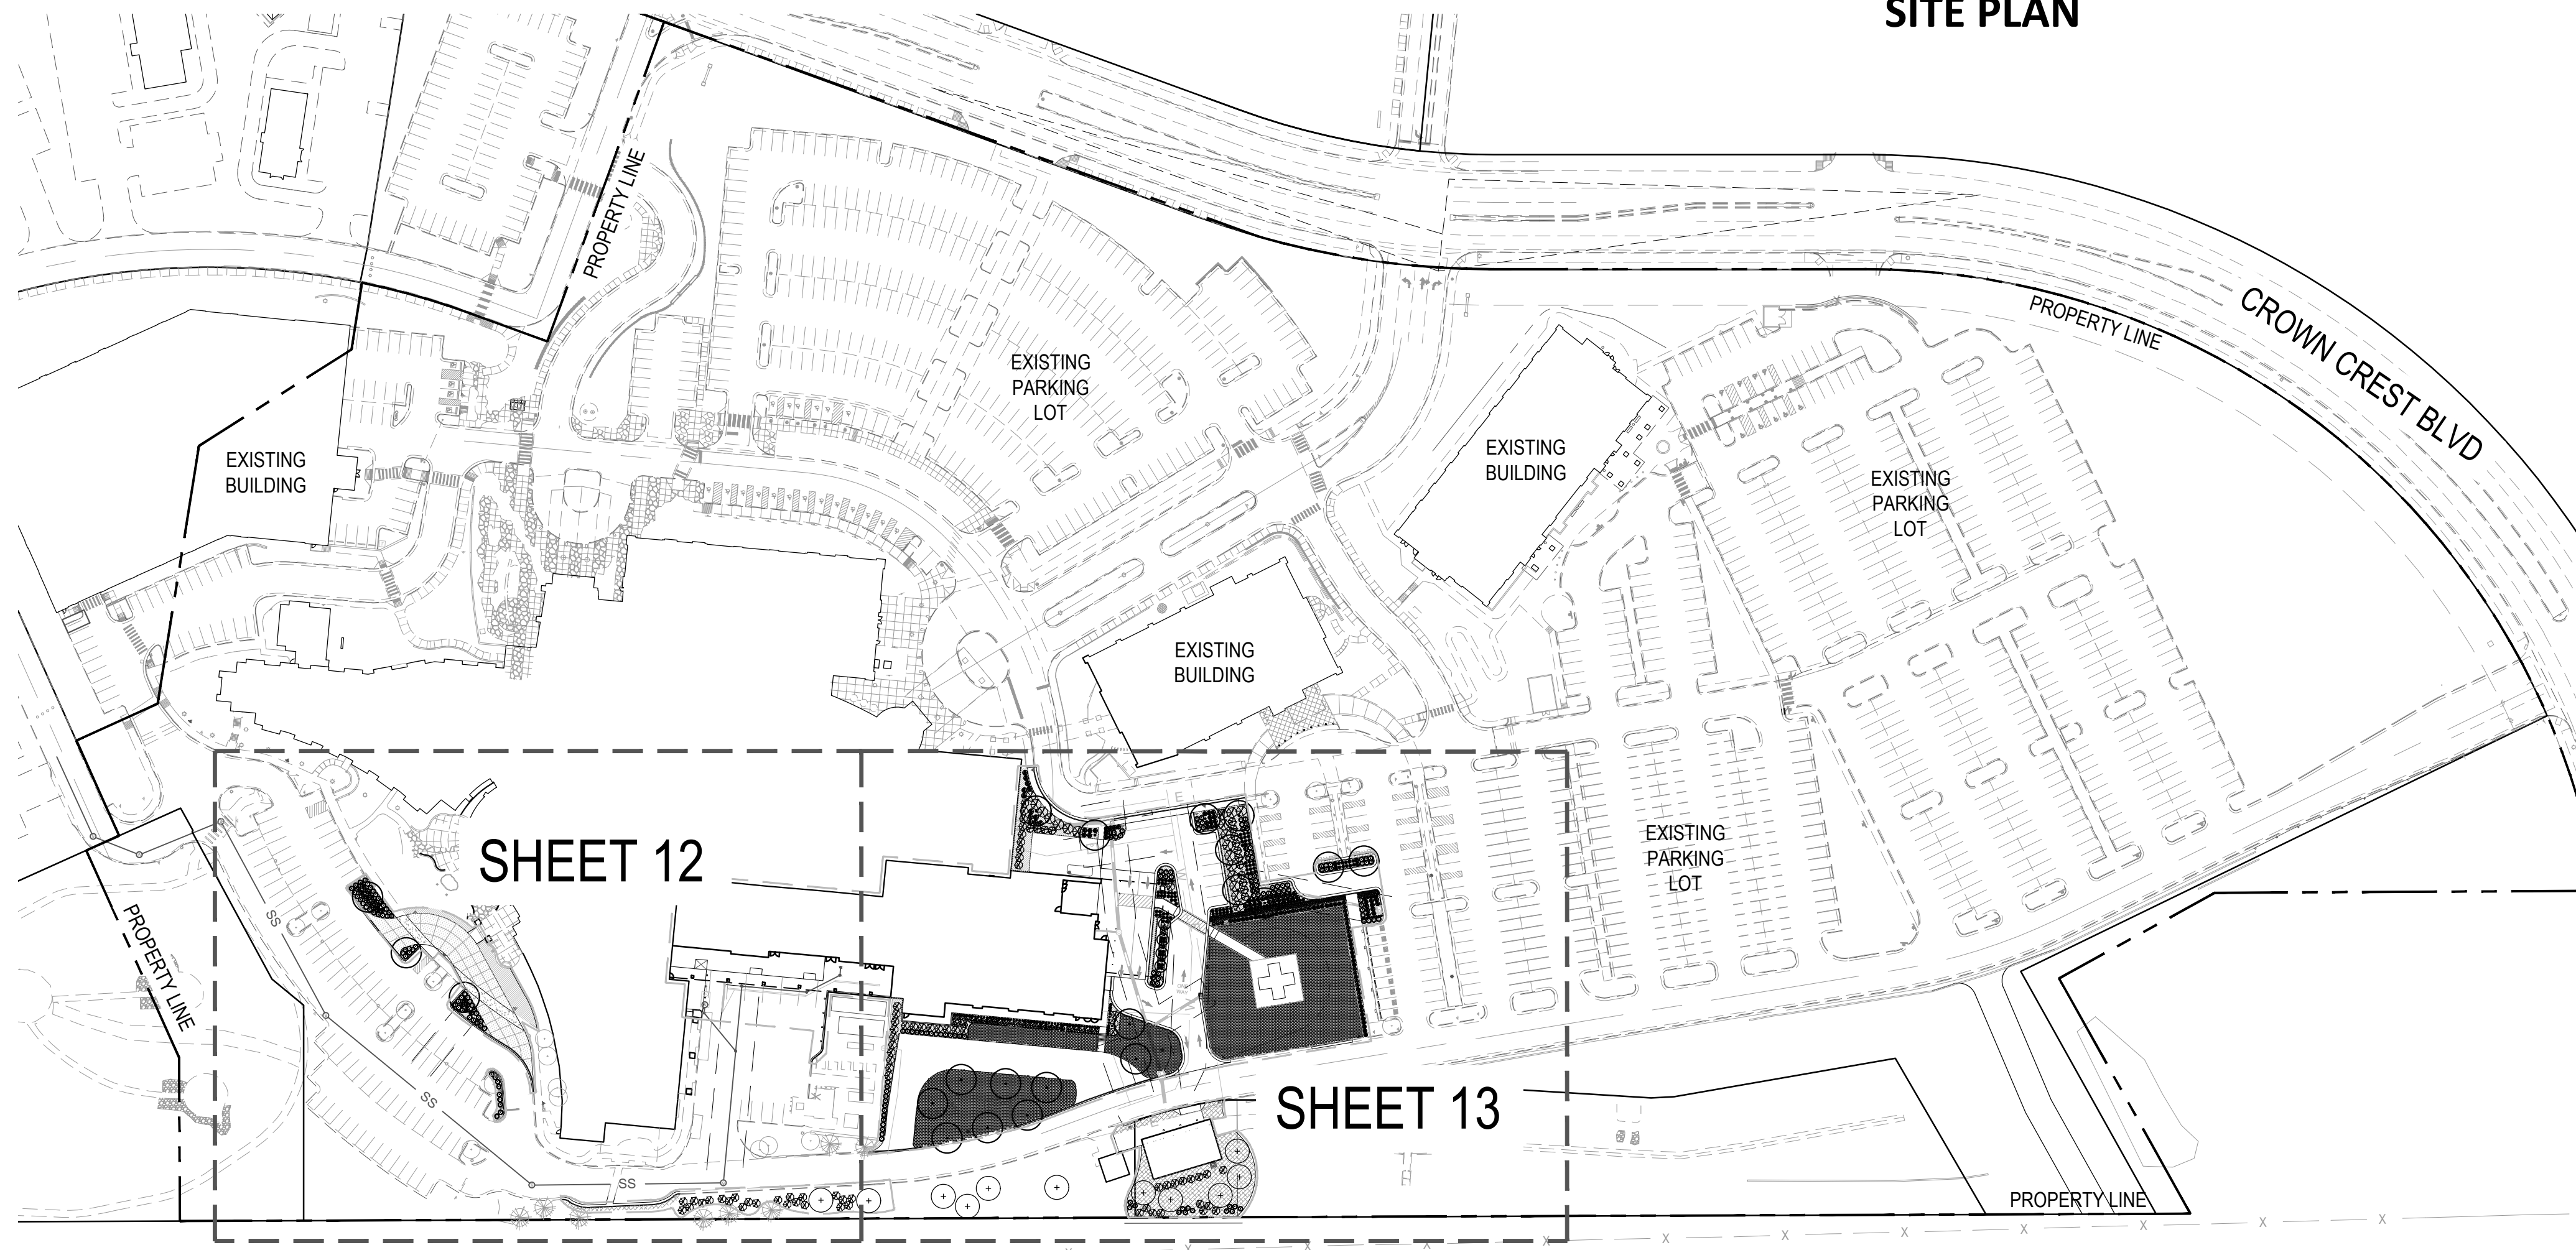 SITE PLAN
PROPERTY LINE
CROWN CREST BLVD
PROPERTY LINE
EXISTING
PARKING
LOT
EXISTING
BUILDING
EXISTING
BUILDING
EXISTING
PARKING
LOT
EXISTING
BUILDING
SHEET 12
EXISTING
PARKING
LOT
PROPERTY LINE
SS
SS
SS
SHEET 13
PROPERTY LINE
X X X X X X X X